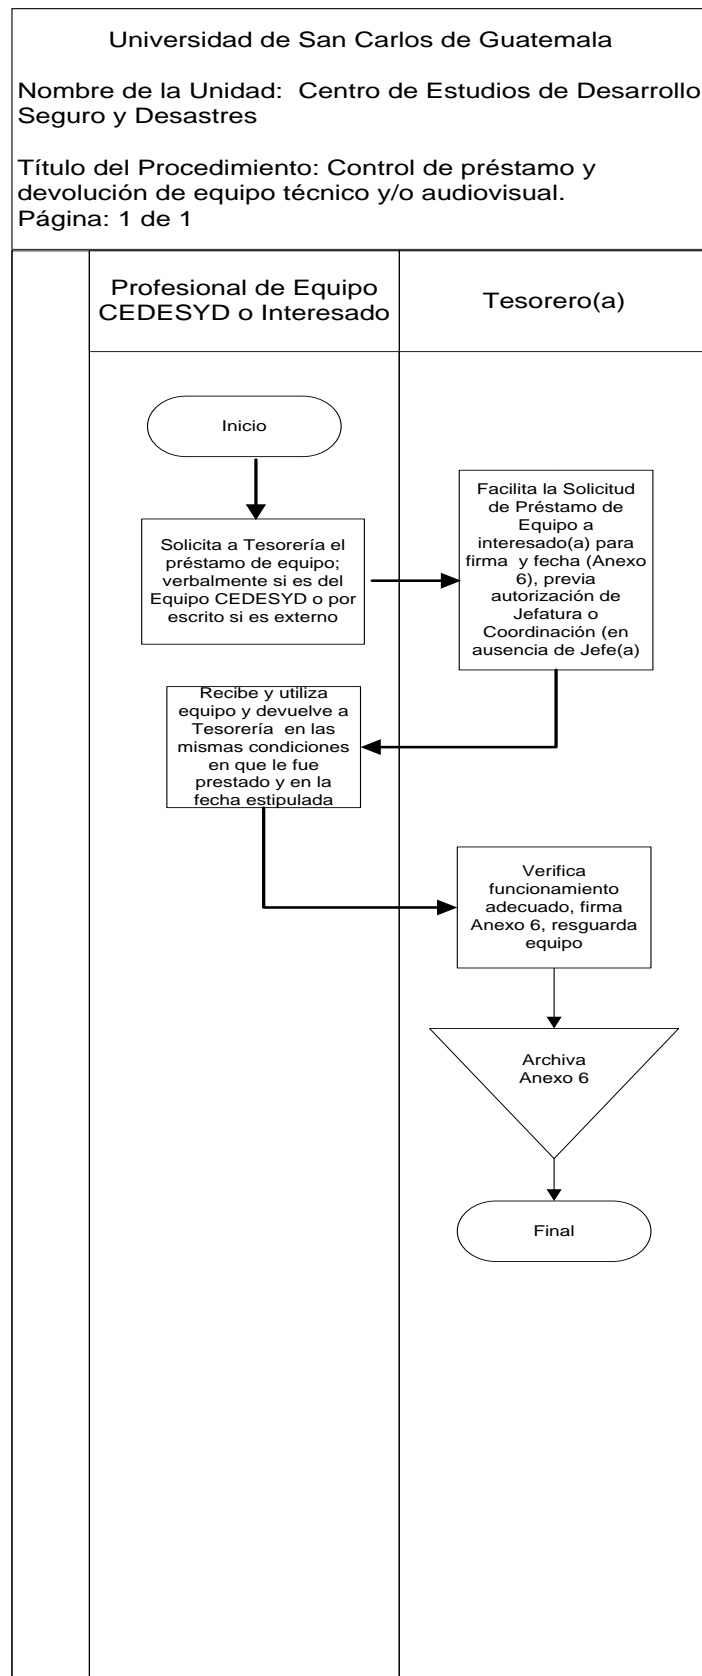 Universidad de San Carlos de Guatemala
Nombre de la Unidad:  Centro de Estudios de Desarrollo
Seguro y Desastres
Título del Procedimiento: Control de préstamo y
devolución de equipo técnico y/o audiovisual.
Página: 1 de 1
Profesional de Equipo
CEDESYD o Interesado
Tesorero(a)
Inicio
Solicita a Tesorería el
préstamo de equipo;
verbalmente si es del
Equipo CEDESYD o por
escrito si es externo
Facilita la Solicitud
de Préstamo de
Equipo a
interesado(a) para
firma  y fecha (Anexo
6), previa
autorización de
Jefatura o
Coordinación (en
ausencia de Jefe(a)
Recibe y utiliza
equipo y devuelve a
Tesorería  en las
mismas condiciones
en que le fue
prestado y en la
fecha estipulada
Verifica
funcionamiento
adecuado, firma
Anexo 6, resguarda
equipo
Archiva
Anexo 6
Final